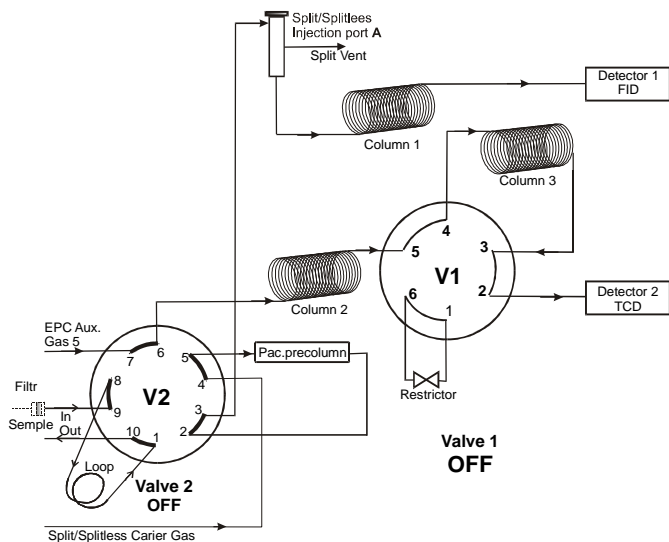 Split/Splitlees
Injection port A
Split Vent
Detector 1
FID
Column 1
Column 3
4
5
3
V1
6
1
2
Column 2
Detector 2
TCD
Restrictor
EPC Aux.
Gas 5
7
6
5
Pac.precolumn
8
4
V2
Filtr
9
3
Semple
In
10
1
2
Out
Loop
Valve 2
OFF
Valve 1
OFF
Split/Splitless Carier Gas